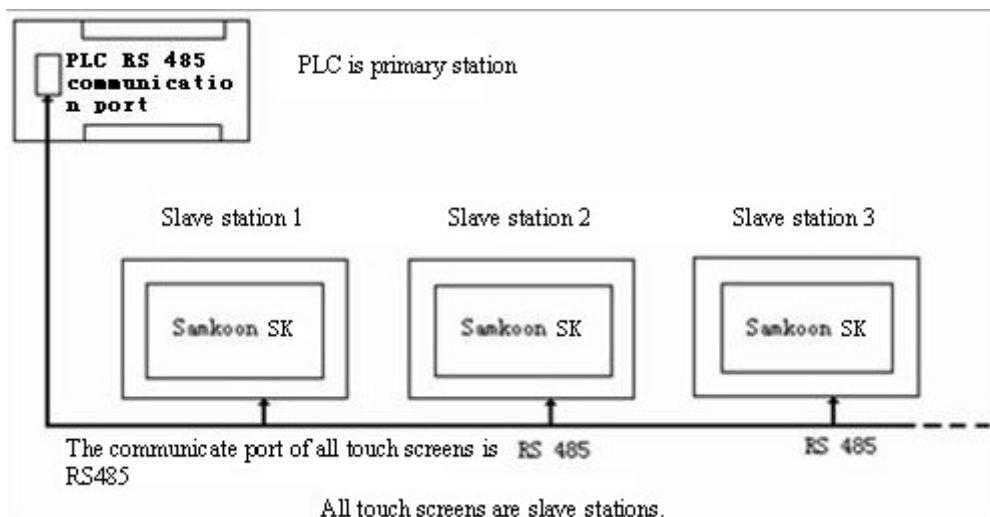 PLC RS 485
communicatio
n port
PLC is primary station
Slave station 1
Slave station 2
Slave station 3
Samkoon SK
Samkoon SK
Samkoon SK
The communicate port of all touch screens is
RS485
RS 485
RS 485
All touch screens are slave stations.